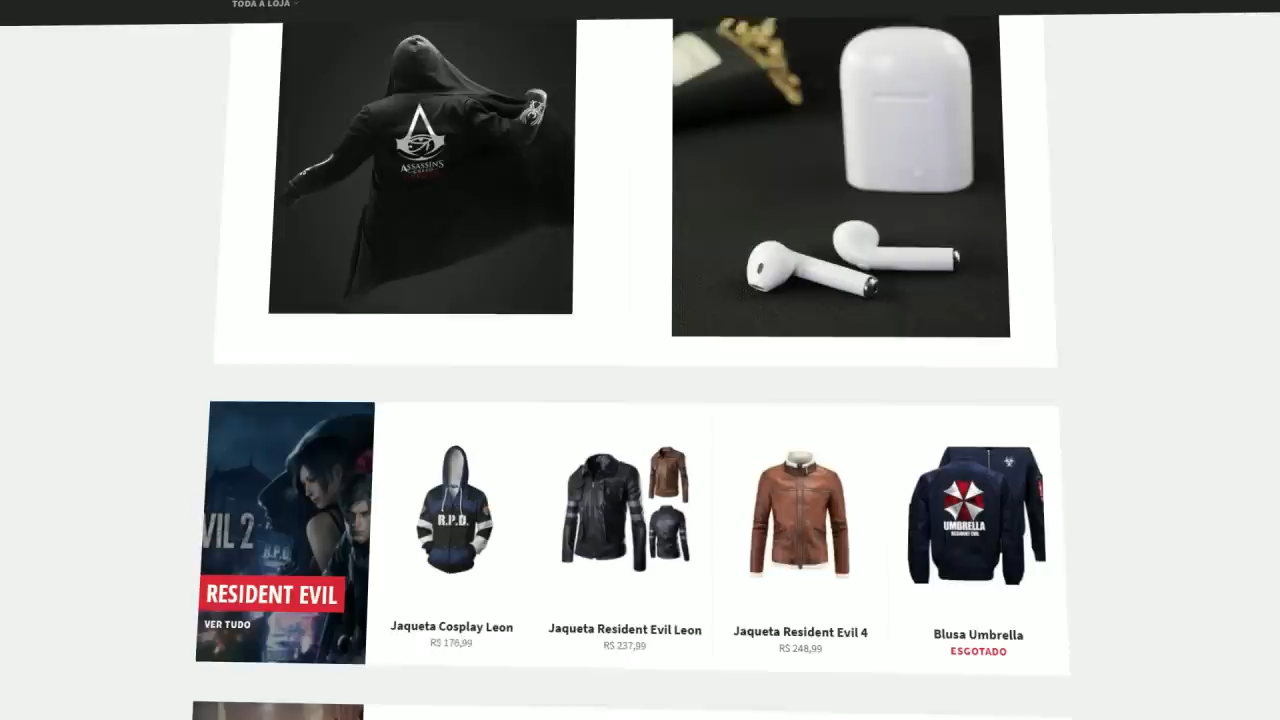 TODA A LOJA
ASSASSIN'S
VIL 2
R.P.D.
RESIDENT EVIL
VER TUDO
R.P.D.
UMBRELLA
RESIDENT EVIL
Jaqueta Cosplay Leon
R$ 176,99
Jaqueta Resident Evil Leon
R$ 237,99
Jaqueta Resident Evil 4
R$ 248,99
Blusa Umbrella
ESGOTADO